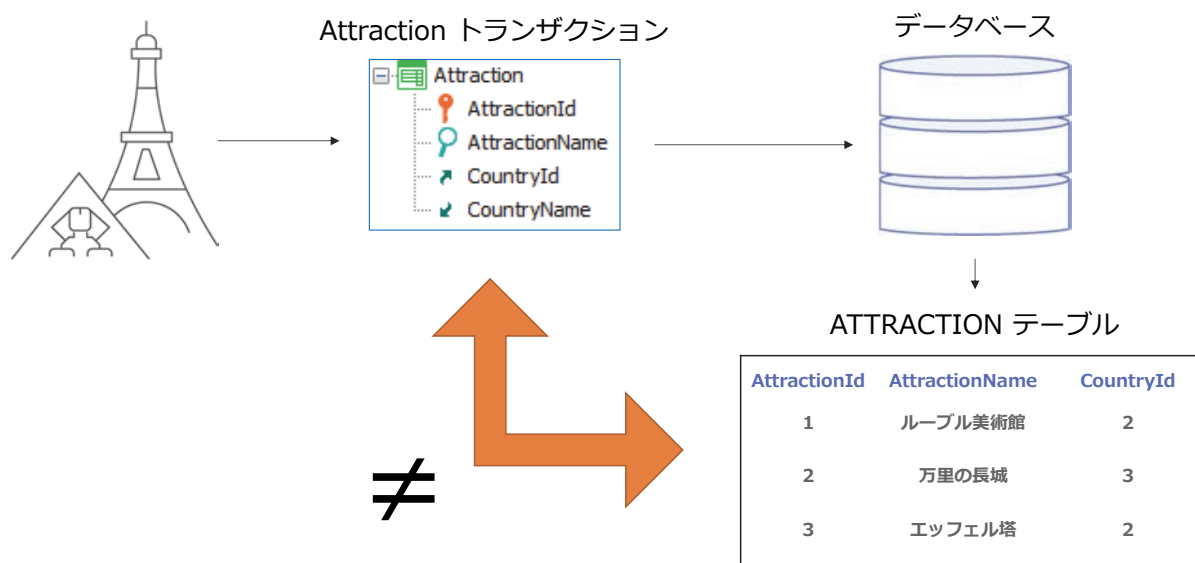 Attraction トランザクション
データベース
Attraction
AttractionId
AttractionName
CountryId
CountryName
ATTRACTION テーブル
AttractionId AttractionName CountryId
1 ルーブル美術館 2
2 万里の長城 3
3 エッフェル塔 2
≠